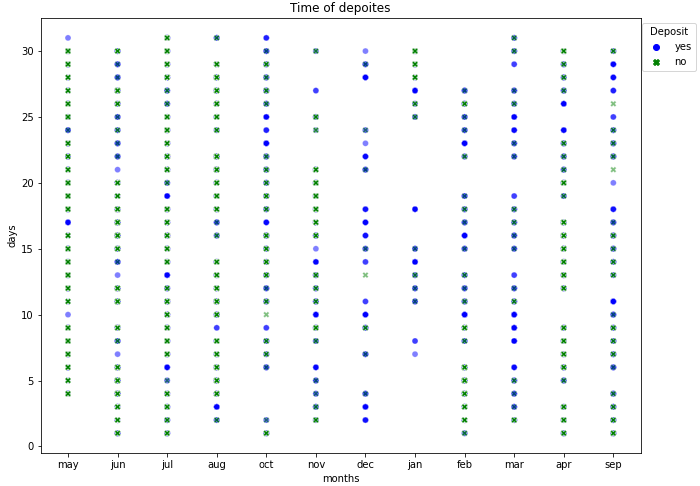 Time of depoites
Deposit
yes
no
30
25
20
15
10
5
0
days
may jun jul aug oct nov dec jan feb mar apr sep
months